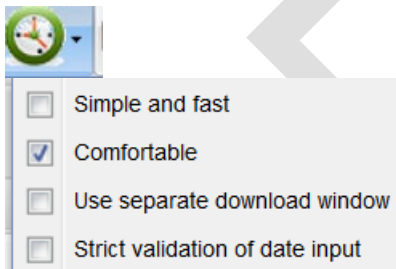 Simple and fast
Comfortable
Use separate download window
Strict validation of date input